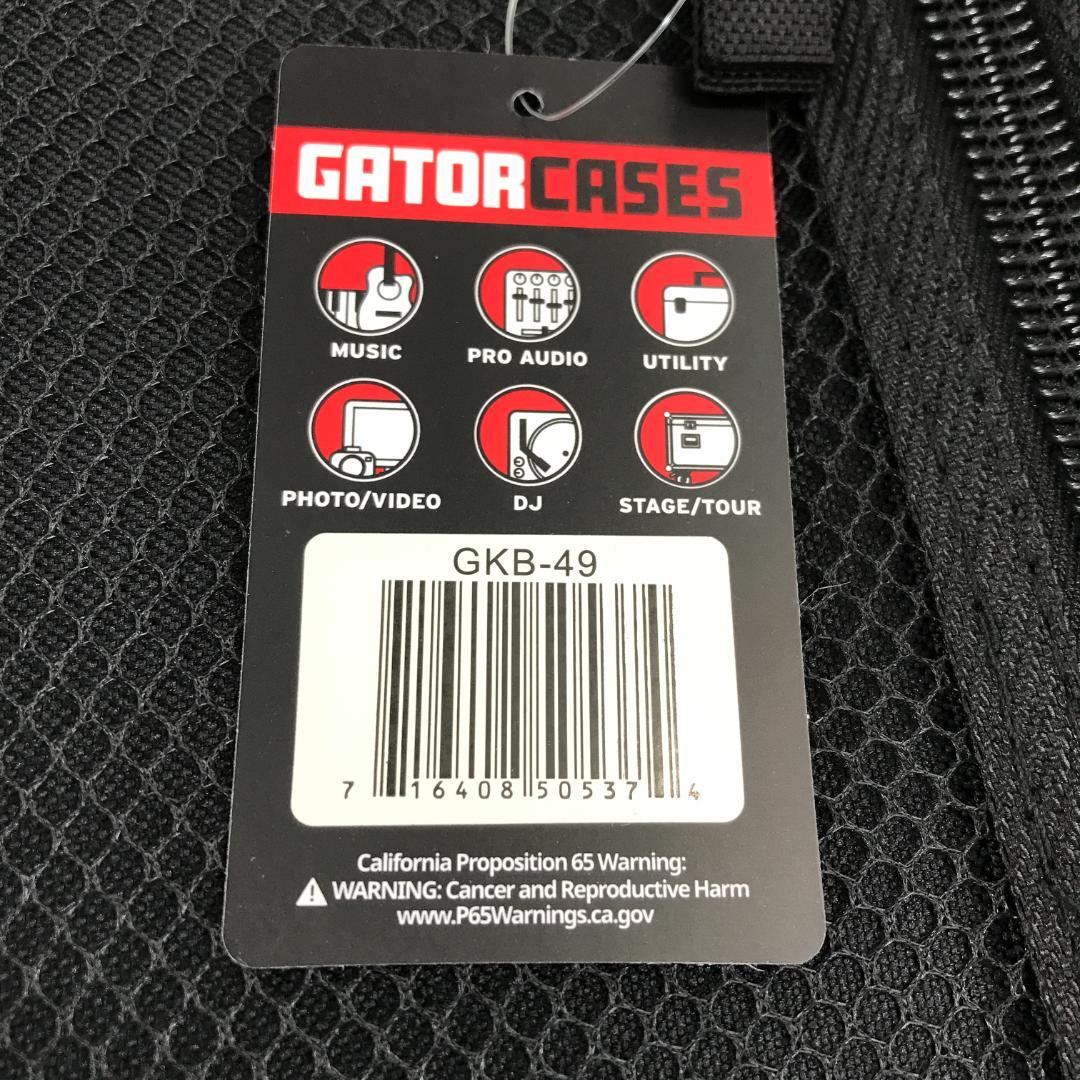 GATORCASES
MUSIC PRO AUDIO UTILITY
PHOTO/VIDEO DJ STAGE/TOUR
GKB-49
7 16408 50537 4
California Proposition 65 Warning:
WARNING: Cancer and Reproductive Harm
www.P65Warnings.ca.gov